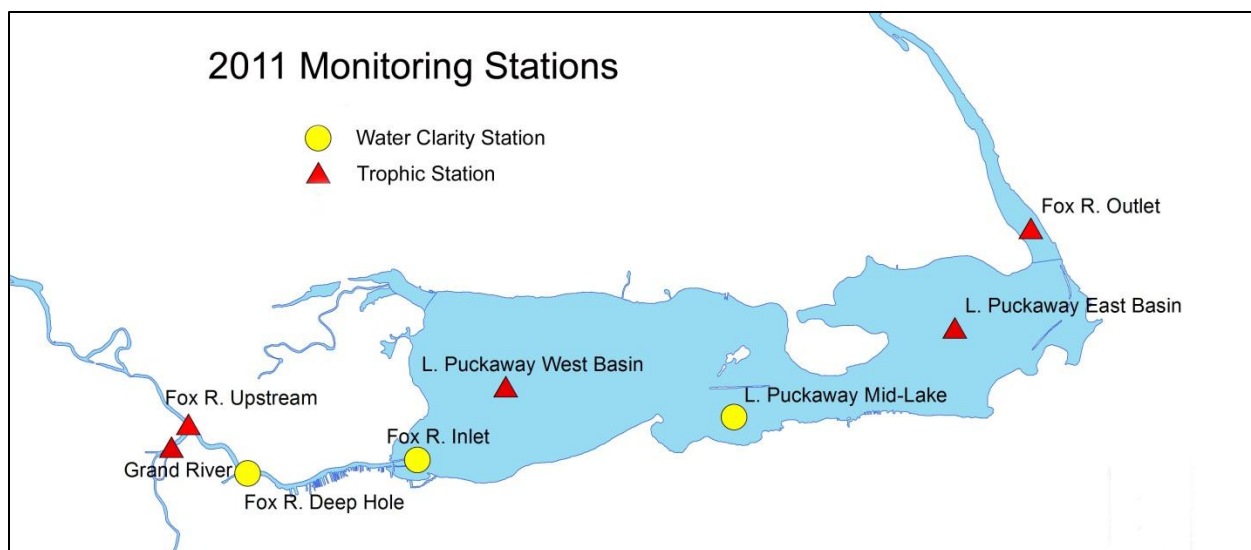 2011 Monitoring Stations
Water Clarity Station
Trophic Station
Fox R. Outlet
L. Puckaway East Basin
L. Puckaway West Basin
L. Puckaway Mid-Lake
Fox R. Upstream
Fox R. Inlet
Grand River
Fox R. Deep Hole